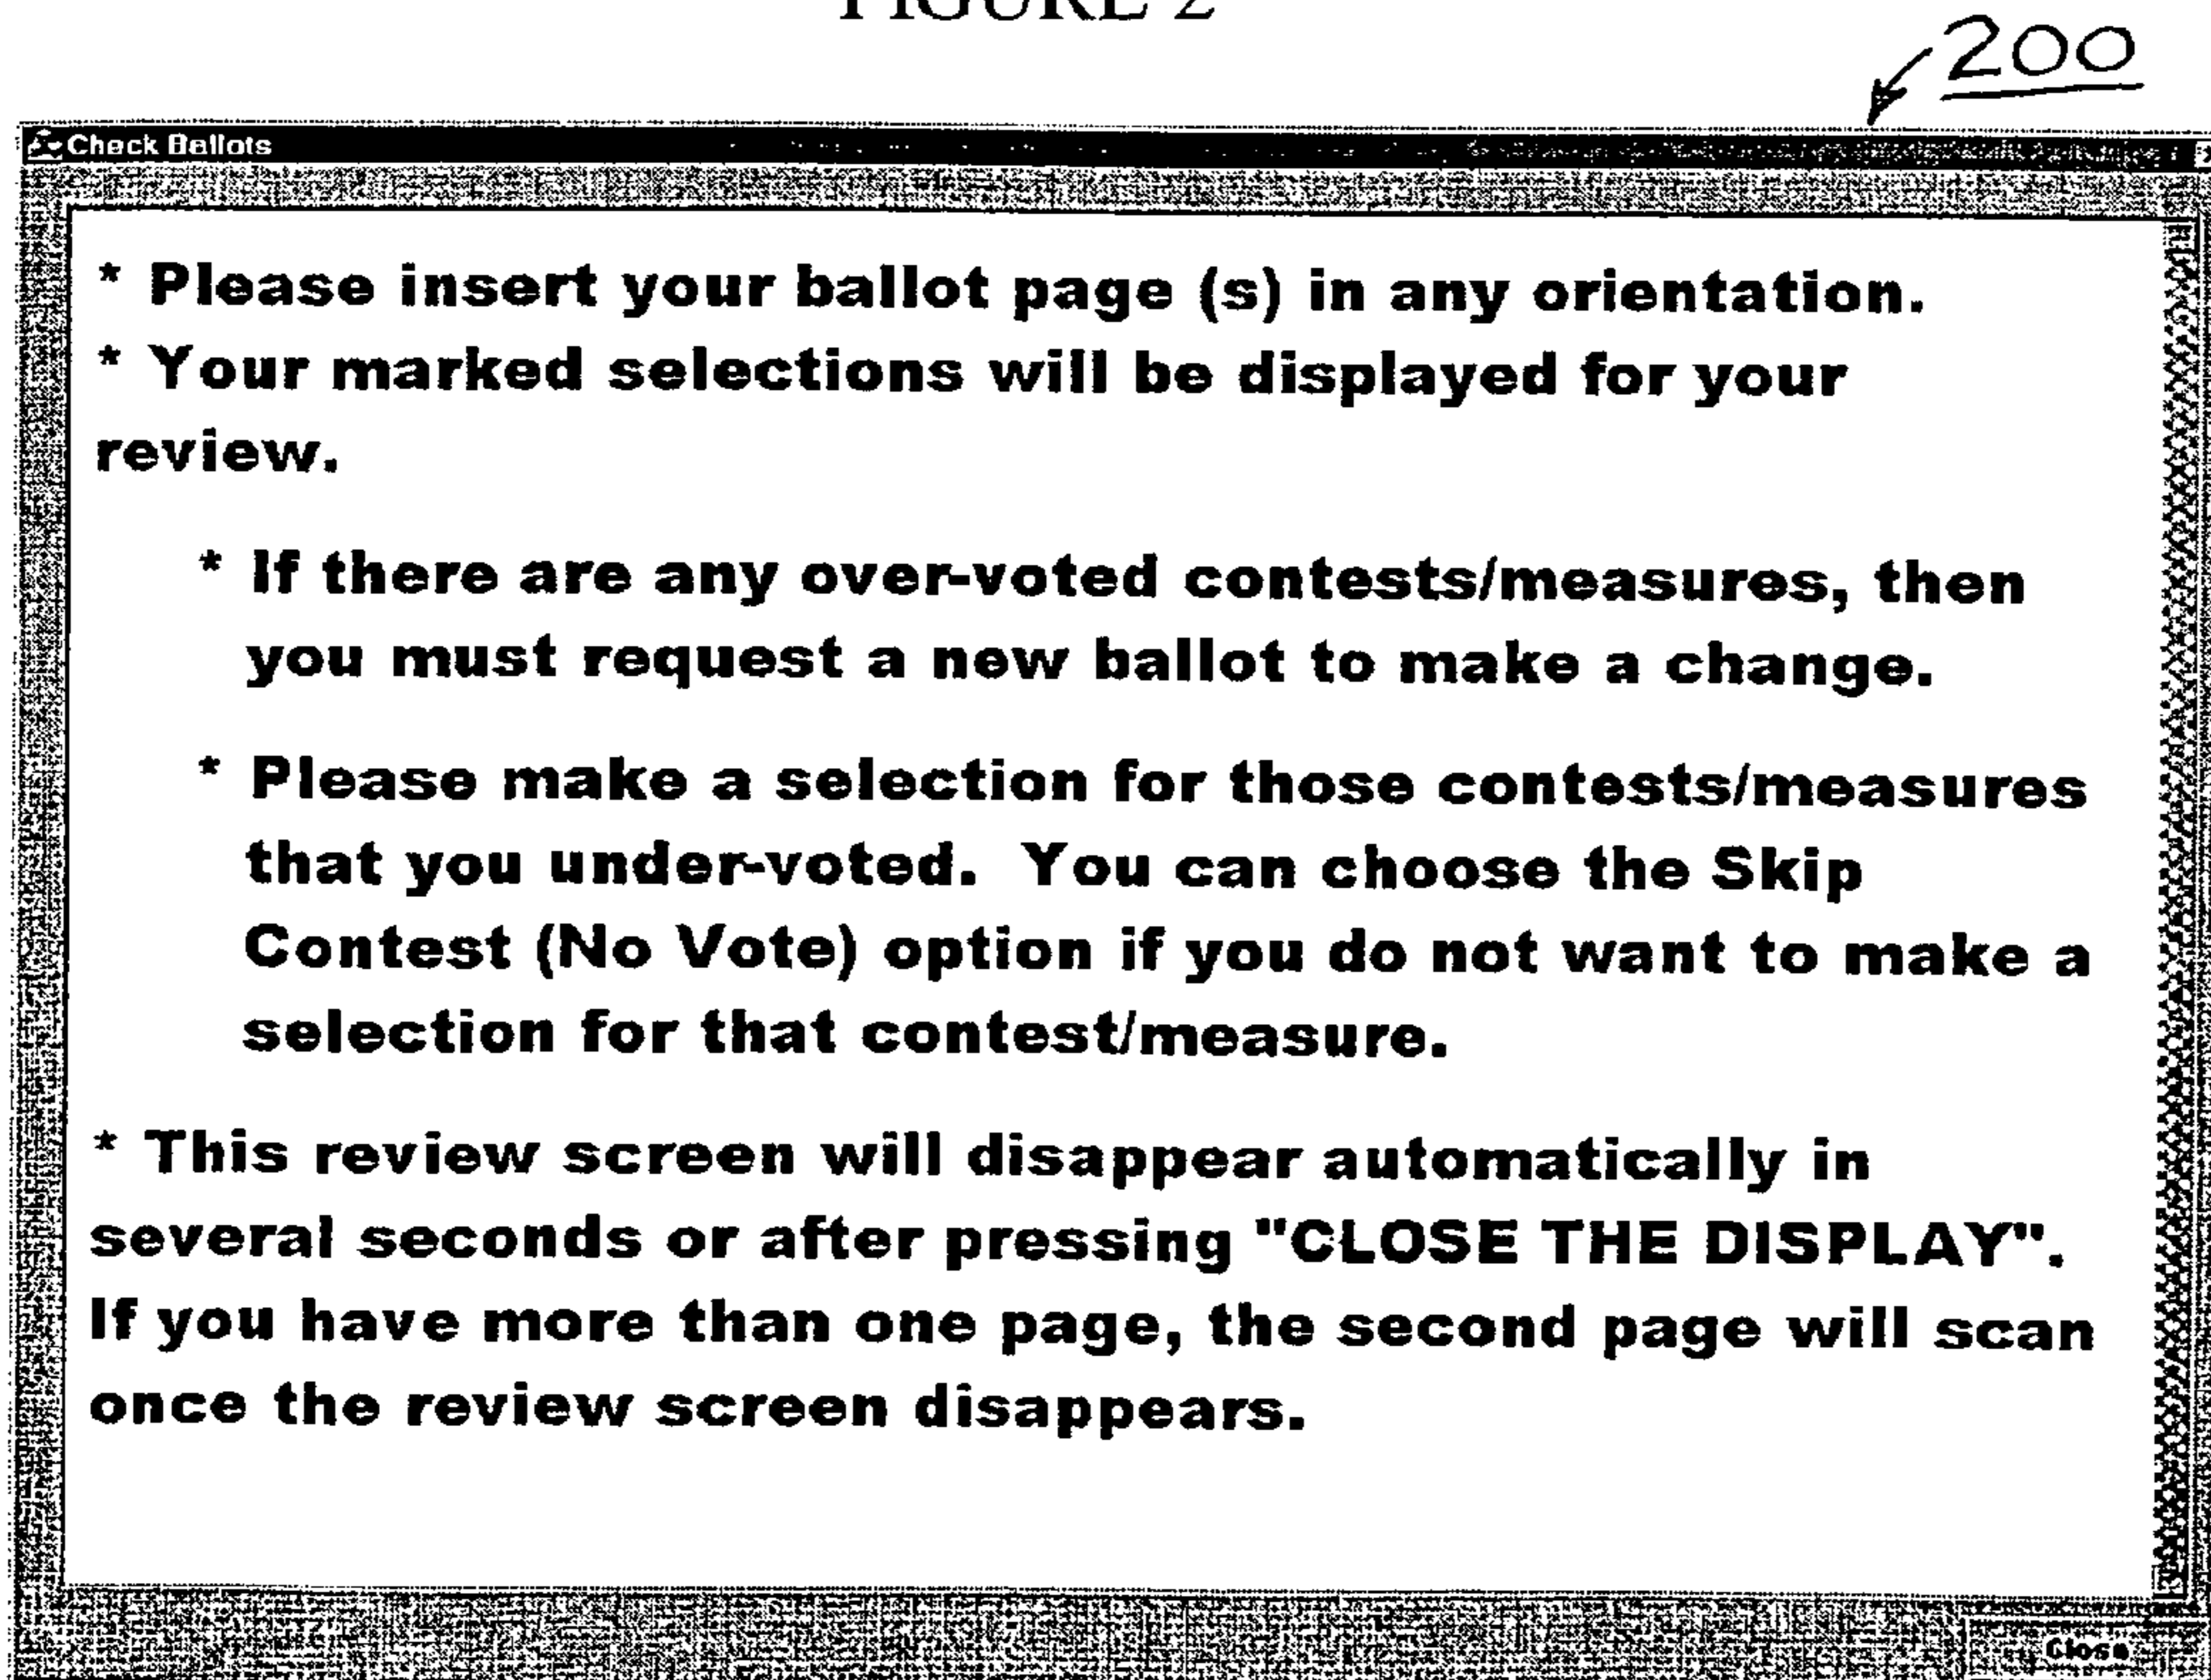 FIGURE 2
200
Check Ballots
* Please insert your ballot page (s) in any orientation.
* Your marked selections will be displayed for your
review.
* If there are any over-voted contests/measures, then
you must request a new ballot to make a change.
* Please make a selection for those contests/measures
that you under-voted.  You can choose the Skip
Contest (No Vote) option if you do not want to make a
selection for that contest/measure.
* This review screen will disappear automatically in
several seconds or after pressing "CLOSE THE DISPLAY".
If you have more than one page, the second page will scan
once the review screen disappears.
Close